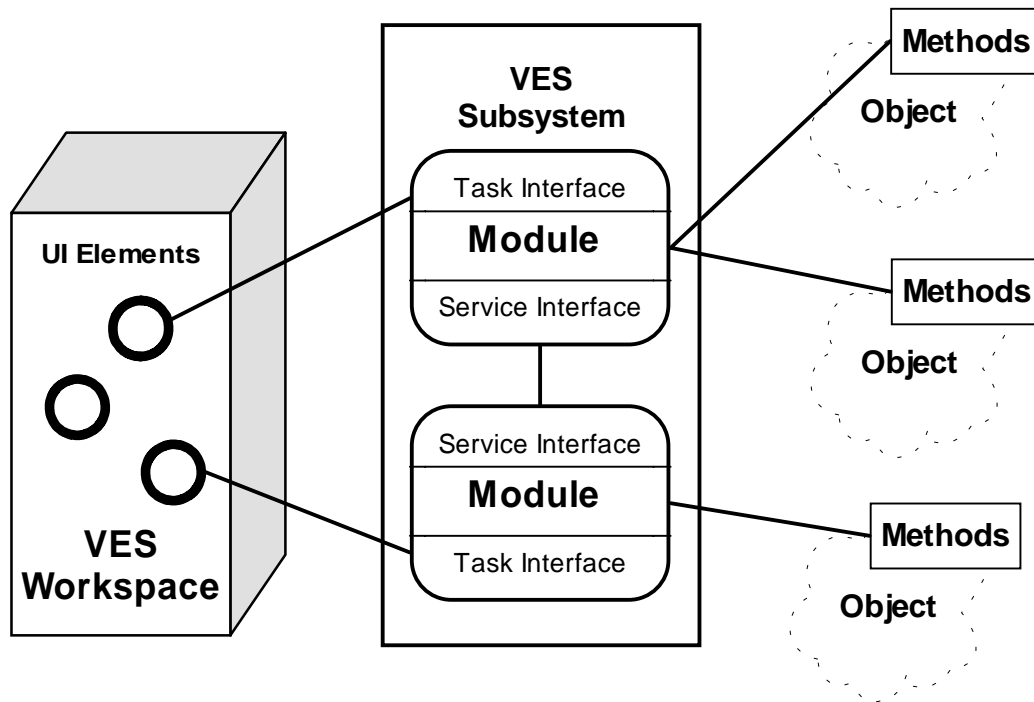 UI Elements
VES
Workspace
VES
Subsystem
Task Interface
Module
Service Interface
Service Interface
Module
Task Interface
Methods
Object
Methods
Object
Methods
Object